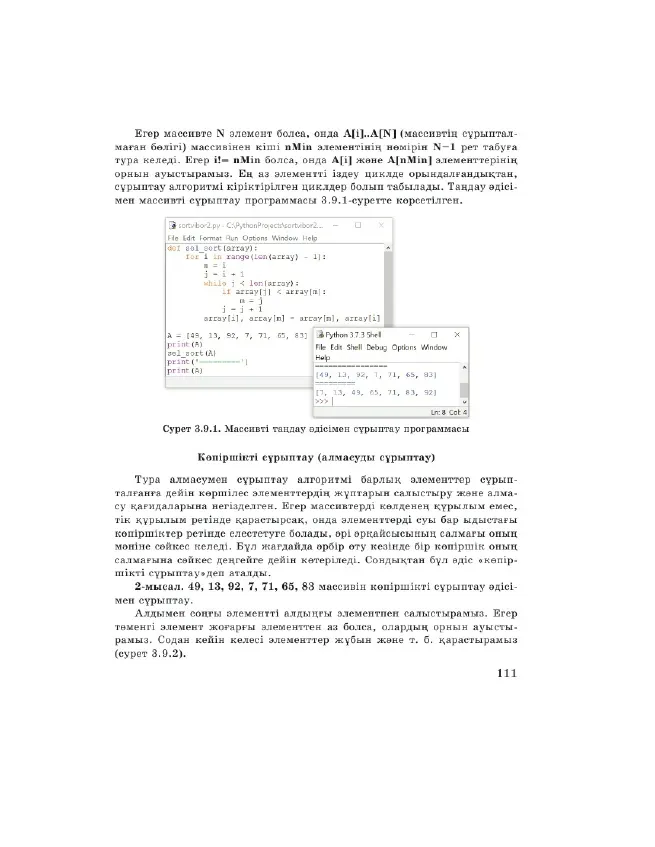 Егер массивте N элемент болса, онда A[i]..A[N] (массивтің сұрыптал-
маған бөлігі) массивінен кіші nMin элементінің нөмірін N−1 рет табуға
тура келеді. Егер i!= nMin болса, онда A[i] және A[nMin] элементтерінің
орнын ауыстырамыз. Ең аз элементті іздеу циклде орындалғандықтан,
сұрыптау алгоритмі кіріктірілген циклдер болып табылады. Таңдау әдісі-
мен массивті сұрыптау программасы 3.9.1-суретте көрсетілген.
sortvibor2.py - C:\PythonProjects\sortvibor2...
File Edit Format Run Options Window Help
def sel_sort(array):
for i in range(len(array) - 1):
m = i
j = i + 1
while j < len(array):
if array[j] < array[m]:
m = j
j = j + 1
array[i], array[m] = array[m], array[i]
A = [49, 13, 92, 7, 71, 65, 83]
print(A)
sel_sort(A)
print('=========')
print(A)
Python 3.7.3 Shell
File Edit Shell Debug Options Window
Help
================
[49, 13, 92, 7, 71, 65, 83]
=========
[7, 13, 49, 65, 71, 83, 92]
>>>
Ln: 8 Col: 4
Сурет 3.9.1. Массивті таңдау әдісімен сұрыптау программасы
Көпіршікті сұрыптау (алмасуды сұрыптау)
Тура алмасумен сұрыптау алгоритмі барлық элементтер сұрып-
талғанға дейін көршілес элементтердің жұптарын салыстыру және алма-
су қағидаларына негізделген. Егер массивтерді көлденең құрылым емес,
тік құрылым ретінде қарастырсақ, онда элементтерді суы бар ыдыстағы
көпіршіктер ретінде елестетуге болады, әрі әрқайсысының салмағы оның
мәніне сәйкес келеді. Бұл жағдайда әрбір өту кезінде бір көпіршік оның
салмағына сәйкес деңгейге дейін көтеріледі. Сондықтан бұл әдіс «көпір-
шікті сұрыптау»деп аталды.
2-мысал. 49, 13, 92, 7, 71, 65, 83 массивін көпіршікті сұрыптау әдісі-
мен сұрыптау.
Алдымен соңғы элементті алдыңғы элементпен салыстырамыз. Егер
төменгі элемент жоғарғы элементтен аз болса, олардың орнын ауысты-
рамыз. Содан кейін келесі элементтер жұбын және т. б. қарастырамыз
(сурет 3.9.2).
111